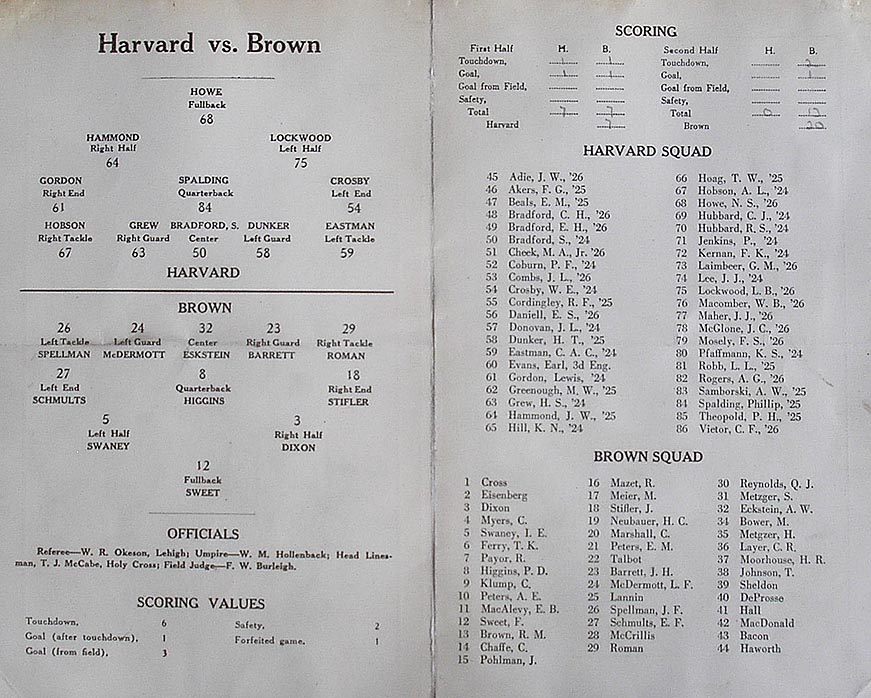 Harvard vs. Brown
HOWE
Fullback
68
HAMMOND LOCKWOOD
Right Half Left Half
64 75
GORDON SPALDING CROSBY
Right End Quarterback Left End
61 84 54
HOBSON GREW BRADFORD, S. DUNKER EASTMAN
Right Tackle Right Guard Center Left Guard Left Tackle
67 63 50 58 59
HARVARD
BROWN
26 24 32 23 29
Left Tackle Left Guard Center Right Guard Right Tackle
SPELLMAN McDERMOTT ESKSTEIN BARRETT ROMAN
27 8 18
Left End Quarterback Right End
SCHMULTS HIGGINS STIFLER
5 3
Left Half Right Half
SWANEY DIXON
12
Fullback
SWEET
OFFICIALS
Referee—W. R. Okeson, Lehigh; Umpire—W. M. Hollenback; Head Lines-
man, T. J. McCabe, Holy Cross; Field Judge—F. W. Burleigh.
SCORING VALUES
Touchdown, 6 Safety, 2
Goal (after touchdown), 1 Forfeited game, 1
Goal (from field), 3
SCORING
First Half H. B. Second Half H. B.
Touchdown, 1 1 Touchdown, 2
Goal, 1 1 Goal, 1
Goal from Field, Goal from Field,
Safety, Safety,
Total 7 7 Total 0 13
Harvard 7 Brown 20
HARVARD SQUAD
45 Adie, J. W., '26 66 Hoag, T. W., '25
46 Akers, F. G., '25 67 Hobson, A. L., '24
47 Beals, E. M., '25 68 Howe, N. S., '26
48 Bradford, C. H., '26 69 Hubbard, C. J., '24
49 Bradford, E. H., '26 70 Hubbard, R. S., '24
50 Bradford, S., '24 71 Jenkins, P., '24
51 Cheek, M. A., Jr. '26 72 Kernan, F. K., '24
52 Coburn, P. F., '24 73 Laimbeer, G. M., '26
53 Combs, J. L., '26 74 Lee, J. J., '24
54 Crosby, W. E., '24 75 Lockwood, L. B., '26
55 Cordingley, R. F., '25 76 Macomber, W. B., '26
56 Daniell, E. S., '26 77 Maher, J. J., '26
57 Donovan, J. L., '24 78 McGlone, J. C., '26
58 Dunker, H. T., '25 79 Mosely, F. S., '26
59 Eastman, C. A. C., '24 80 Pfaffmann, K. S., '24
60 Evans, Earl, 3d Eng. 81 Robb, L. L., '25
61 Gordon, Lewis, '24 82 Rogers, A. G., '26
62 Greenough, M. W., '25 83 Samborski, A. W., '25
63 Grew, H. S., '24 84 Spalding, Phillip, '25
64 Hammond, J. W., '25 85 Theopold, P. H., '25
65 Hill, K. N., '24 86 Victor, C. F., '26
BROWN SQUAD
1 Cross 16 Mazet, R. 30 Reynolds, Q. J.
2 Eisenberg 17 Meier, M. 31 Metzger, S.
3 Dixon 18 Stifler, J. 32 Eckstein, A. W.
4 Myers, C. 19 Neubauer, H. C. 34 Bower, M.
5 Swaney, I. E. 20 Marshall, C. 35 Metzger, H.
6 Ferry, T. K. 21 Peters, E. M. 36 Layer, C. R.
7 Payor, R. 22 Talbot 37 Moorhouse, H. R.
8 Higgins, P. D. 23 Barrett, J. H. 38 Johnson, T.
9 Klump, C. 24 McDermott, L. F. 39 Sheldon
10 Peters, A. E. 25 Lannin 40 DeProsse
11 MacAlevy, E. B. 26 Spellman, J. F. 41 Hall
12 Sweet, F. 27 Schmults, E. F. 42 MacDonald
13 Brown, R. M. 28 McCrillis 43 Bacon
14 Chaffe, C. 29 Roman 44 Haworth
15 Pohlman, J.